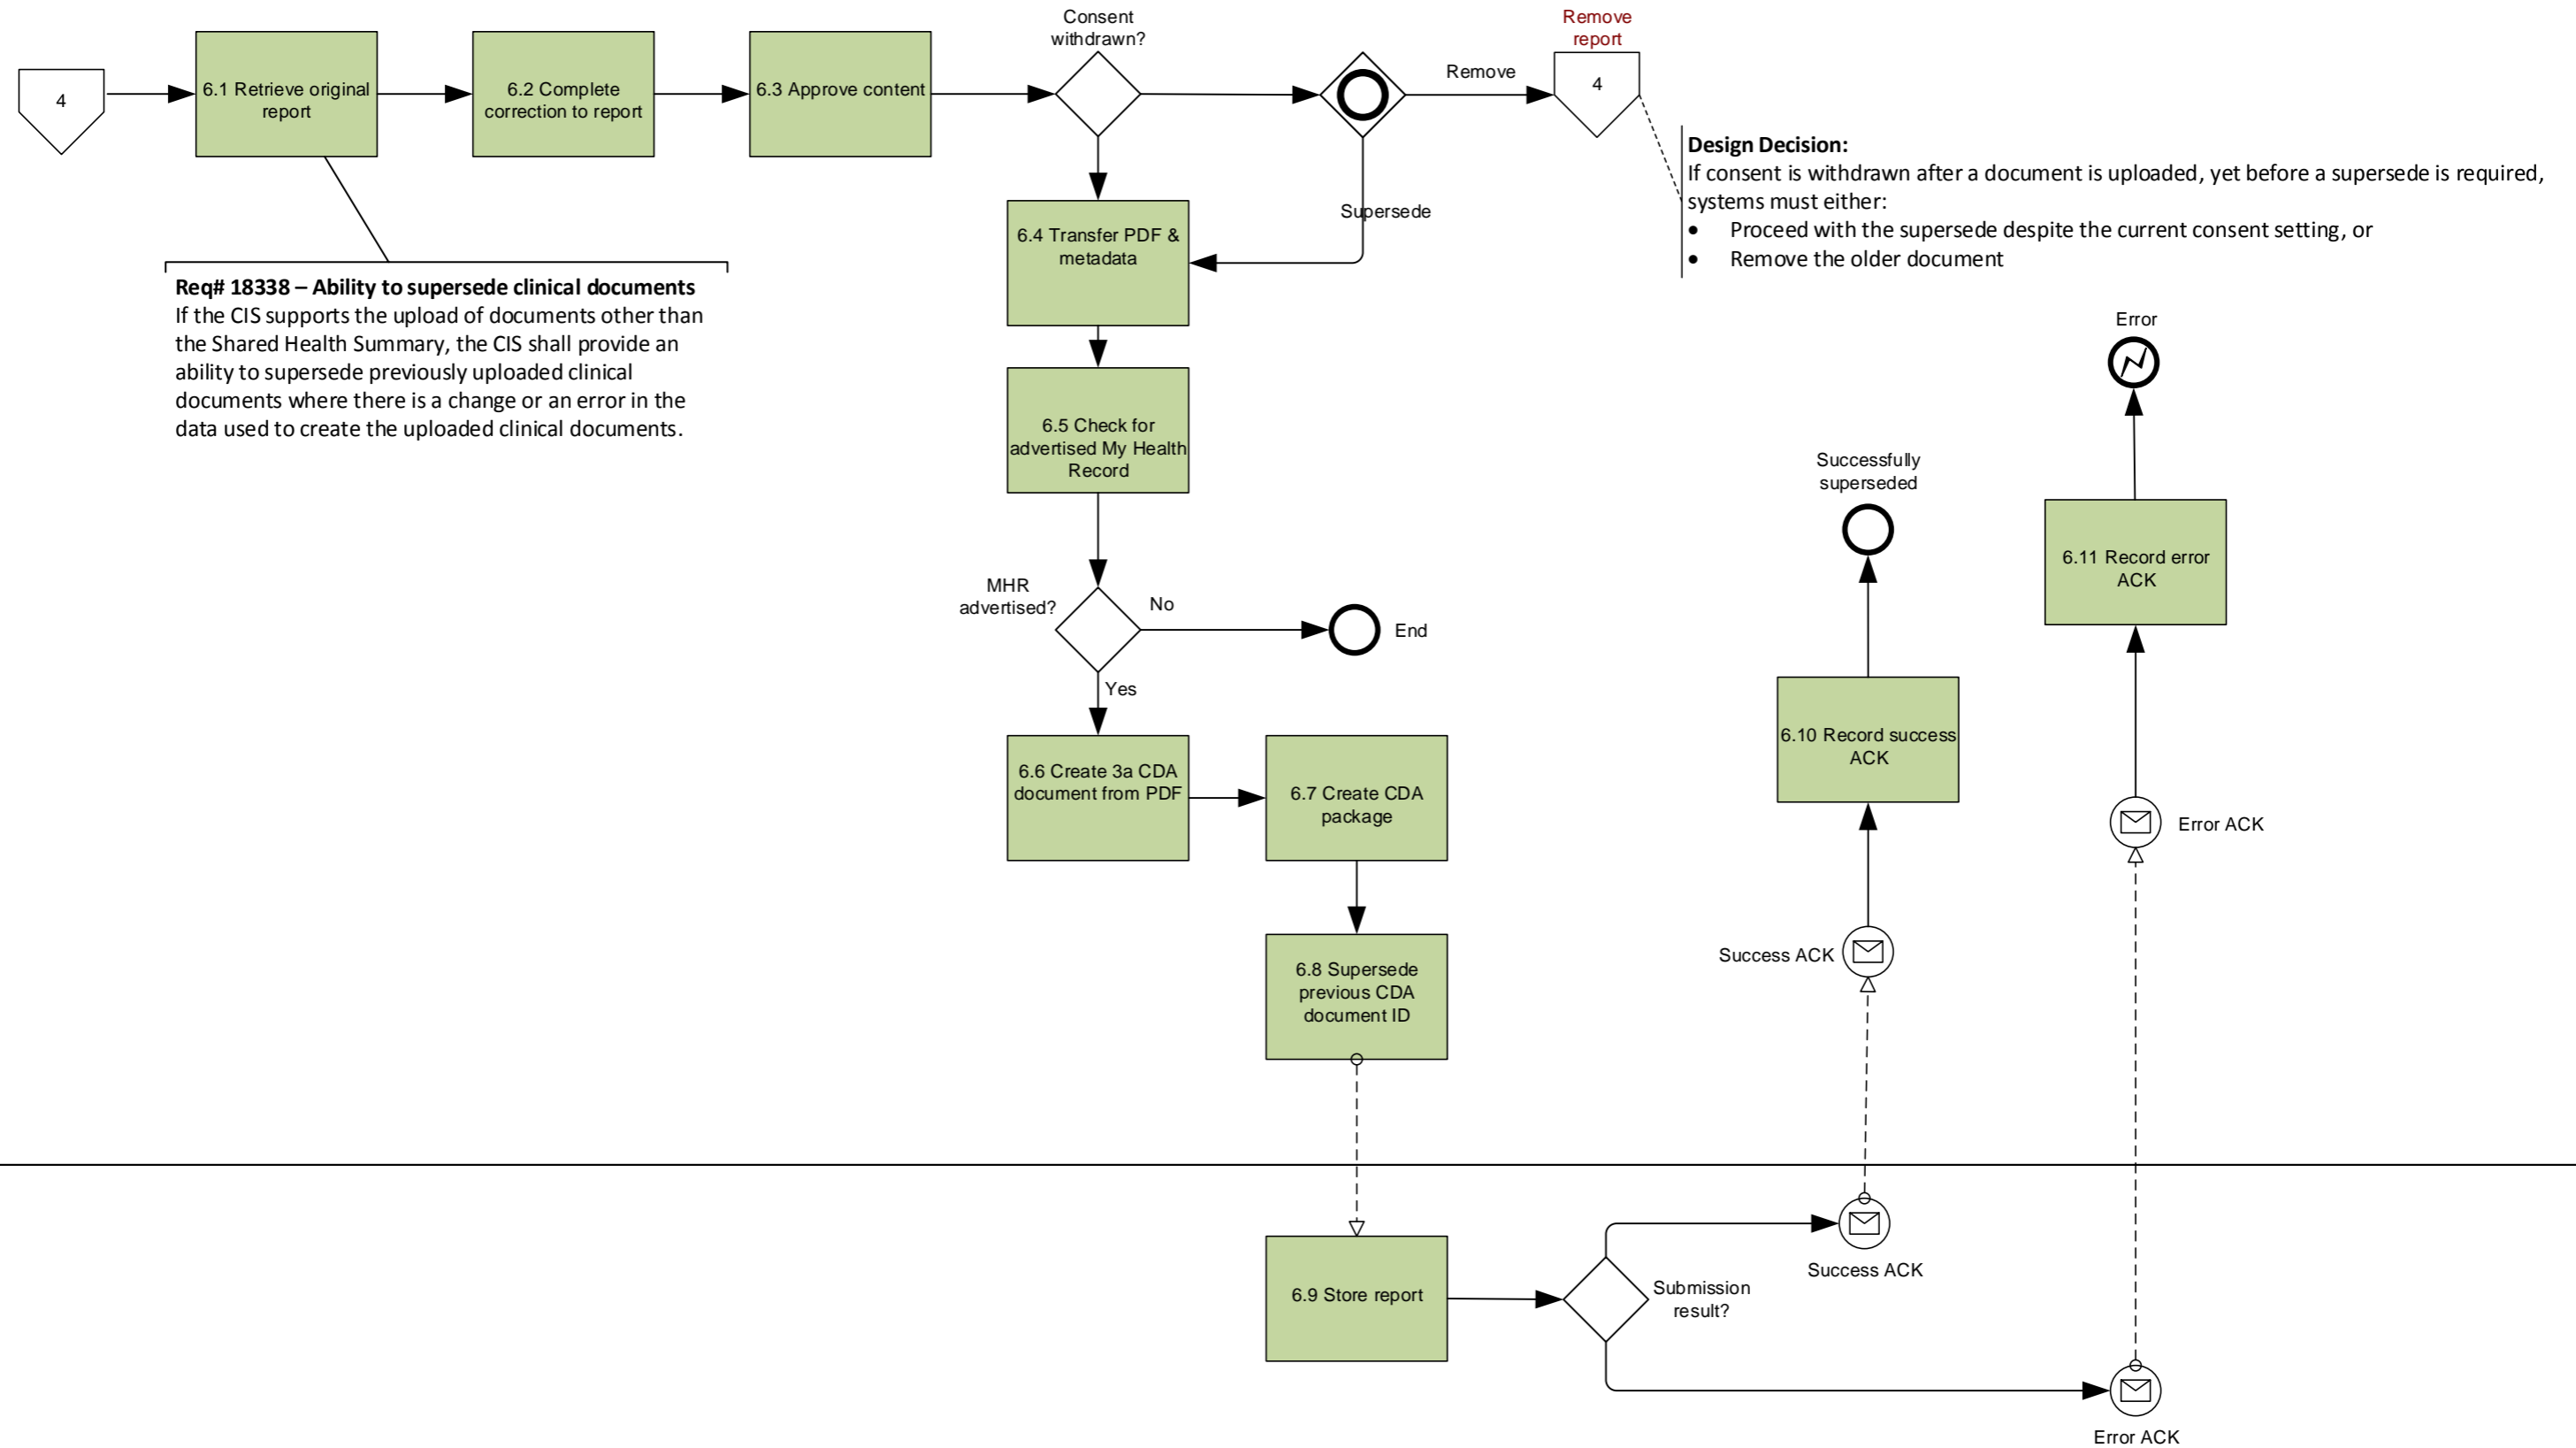 Consent
withdrawn?
Remove
report
4
6.1 Retrieve original
report
6.2 Complete
correction to report
6.3 Approve content
Remove
4
Design Decision:
If consent is withdrawn after a document is uploaded, yet before a supersede is required,
systems must either:
• Proceed with the supersede despite the current consent setting, or
• Remove the older document
Supersede
6.4 Transfer PDF &
metadata
Req# 18338 – Ability to supersede clinical documents
If the CIS supports the upload of documents other than
the Shared Health Summary, the CIS shall provide an
ability to supersede previously uploaded clinical
documents where there is a change or an error in the
data used to create the uploaded clinical documents.
Error
6.5 Check for
advertised My Health
Record
Successfully
superseded
6.11 Record error
ACK
MHR
advertised?
No
End
Yes
6.10 Record success
ACK
6.6 Create 3a CDA
document from PDF
6.7 Create CDA
package
Error ACK
Success ACK
6.8 Supersede
previous CDA
document ID
6.9 Store report
Submission
result?
Success ACK
Error ACK